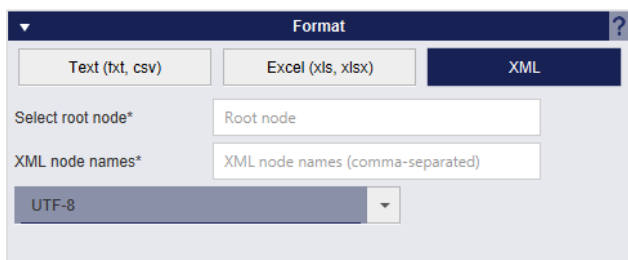 Format
?
Text (txt, csv)
Excel (xls, xlsx)
XML
Select root node*
Root node
XML node names*
XML node names (comma-separated)
UTF-8